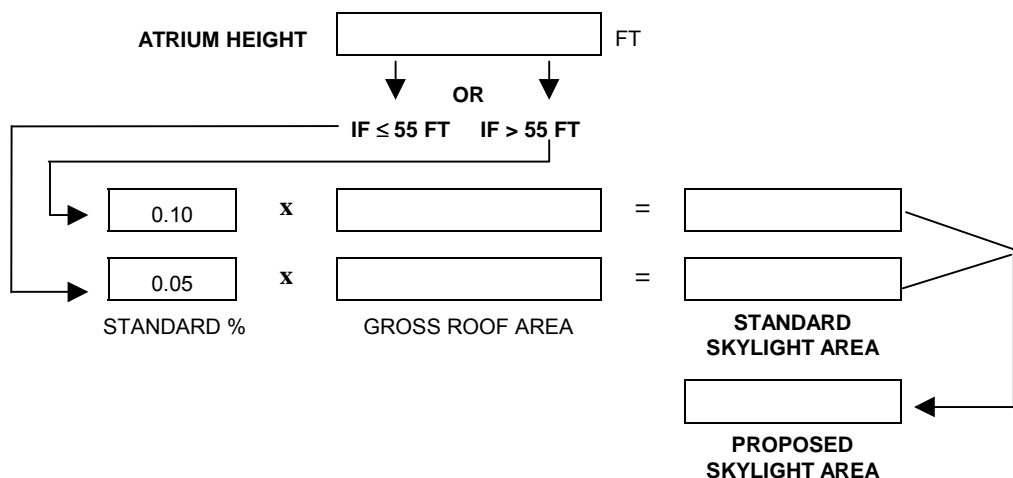 ATRIUM HEIGHT FT
OR
IF ≤ 55 FT IF > 55 FT
0.10 x =
0.05 x =
STANDARD % GROSS ROOF AREA STANDARD
SKYLIGHT AREA
PROPOSED
SKYLIGHT AREA